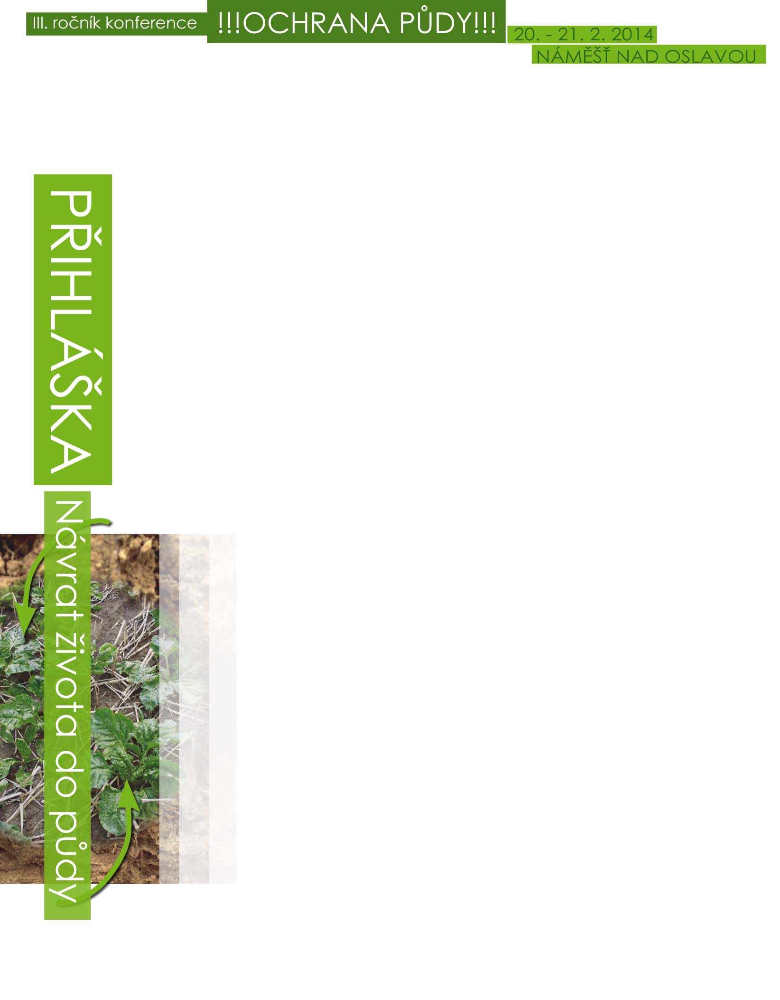 III. ročník konference
!!!OCHRANA PŮDY!!!
20. - 21. 2. 2014
NÁMĚŠŤ NAD OSLAVOU
PŘIHLÁŠKA
Návrat života do půdy